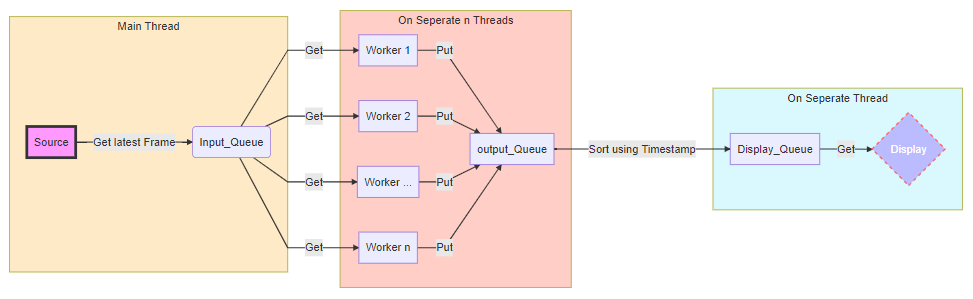 Main Thread
On Seperate n Threads
On Seperate Thread
Source
Get latest Frame
Input_Queue
Get
Worker 1
Put
Get
Worker 2
Put
Get
Worker ...
Put
Get
Worker n
Put
output_Queue
Sort using Timestamp
Display_Queue
Get
Display